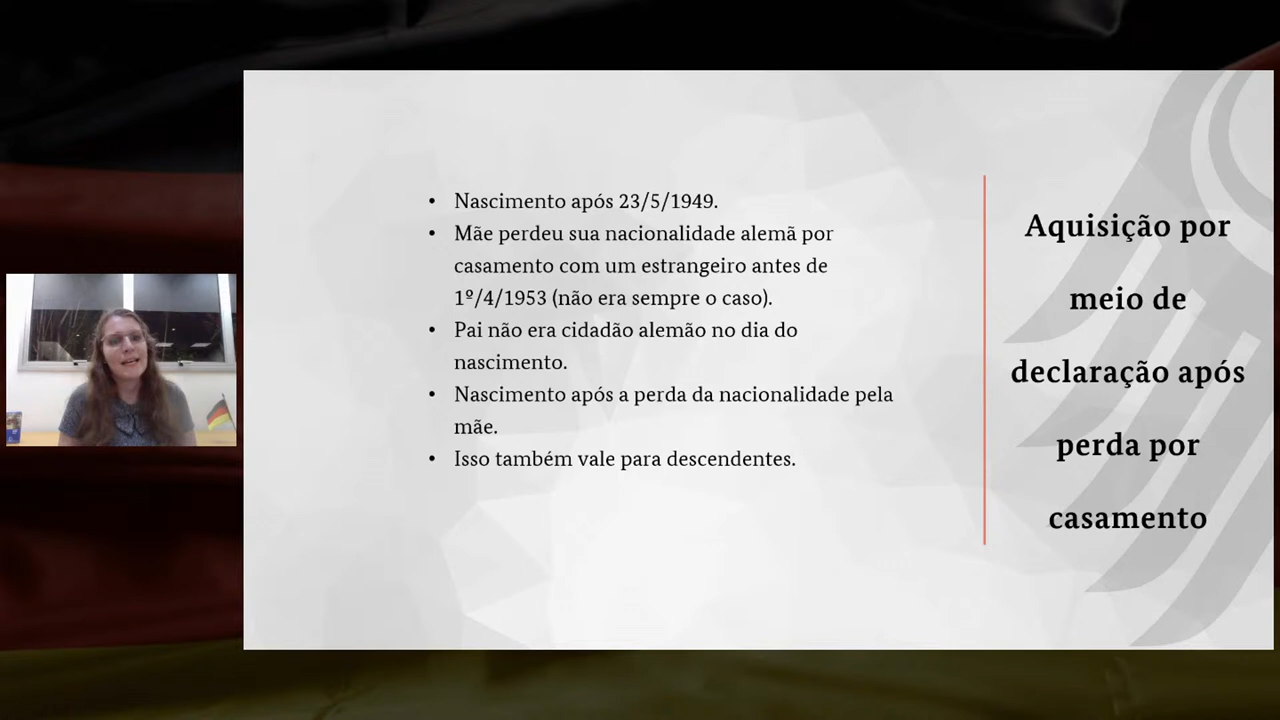 • Nascimento após 23/5/1949.
• Mãe perdeu sua nacionalidade alemã por
casamento com um estrangeiro antes de
1º/4/1953 (não era sempre o caso).
• Pai não era cidadão alemão no dia do
nascimento.
• Nascimento após a perda da nacionalidade pela
mãe.
• Isso também vale para descendentes.
Aquisição por
meio de
declaração após
perda por
casamento